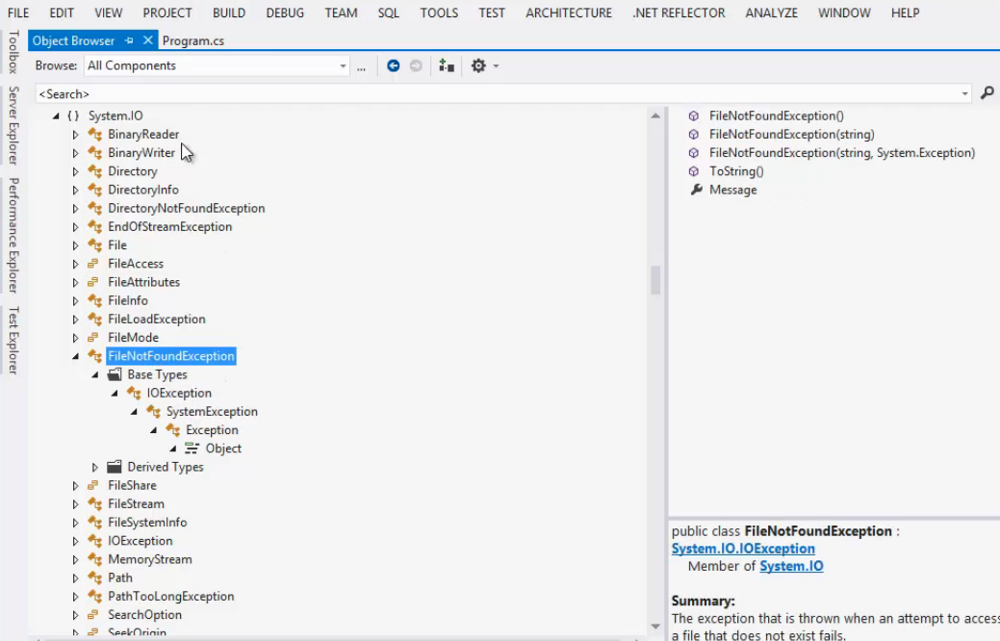 FILE EDIT VIEW PROJECT BUILD DEBUG TEAM SQL TOOLS TEST ARCHITECTURE .NET REFLECTOR ANALYZE WINDOW HELP
Toolbox
Server Explorer
Performance Explorer
Test Explorer
Object Browser Program.cs
Browse: All Components ...
<Search>
{ } System.IO
BinaryReader
BinaryWriter
Directory
DirectoryInfo
DirectoryNotFoundException
EndOfStreamException
File
FileAccess
FileAttributes
FileInfo
FileLoadException
FileMode
FileNotFoundException
Base Types
IOException
SystemException
Exception
Object
Derived Types
FileShare
FileStream
FileSystemInfo
IOException
MemoryStream
Path
PathTooLongException
SearchOption
SeekOrigin
FileNotFoundException()
FileNotFoundException(string)
FileNotFoundException(string, System.Exception)
ToString()
Message
public class FileNotFoundException :
System.IO.IOException
Member of System.IO
Summary:
The exception that is thrown when an attempt to access
a file that does not exist fails.